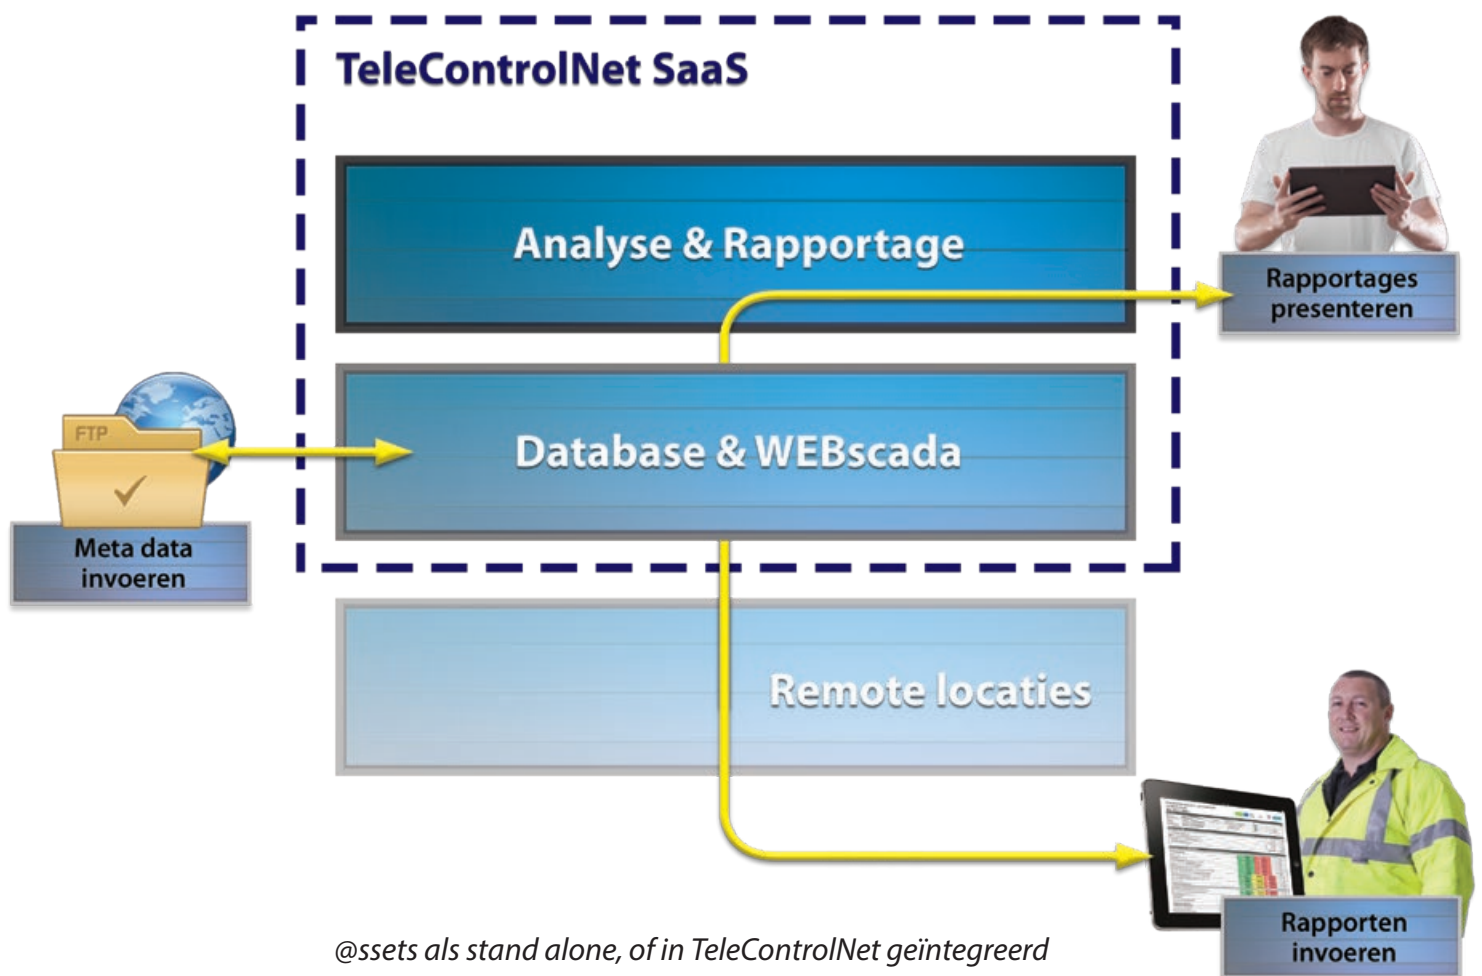 TeleControlNet SaaS
Analyse & Rapportage
Rapportages
presenteren
FTP
Database & WEBscada
Meta data
invoeren
Remote locaties
Rapporten
invoeren
@ssets als stand alone, of in TeleControlNet geïntegreerd